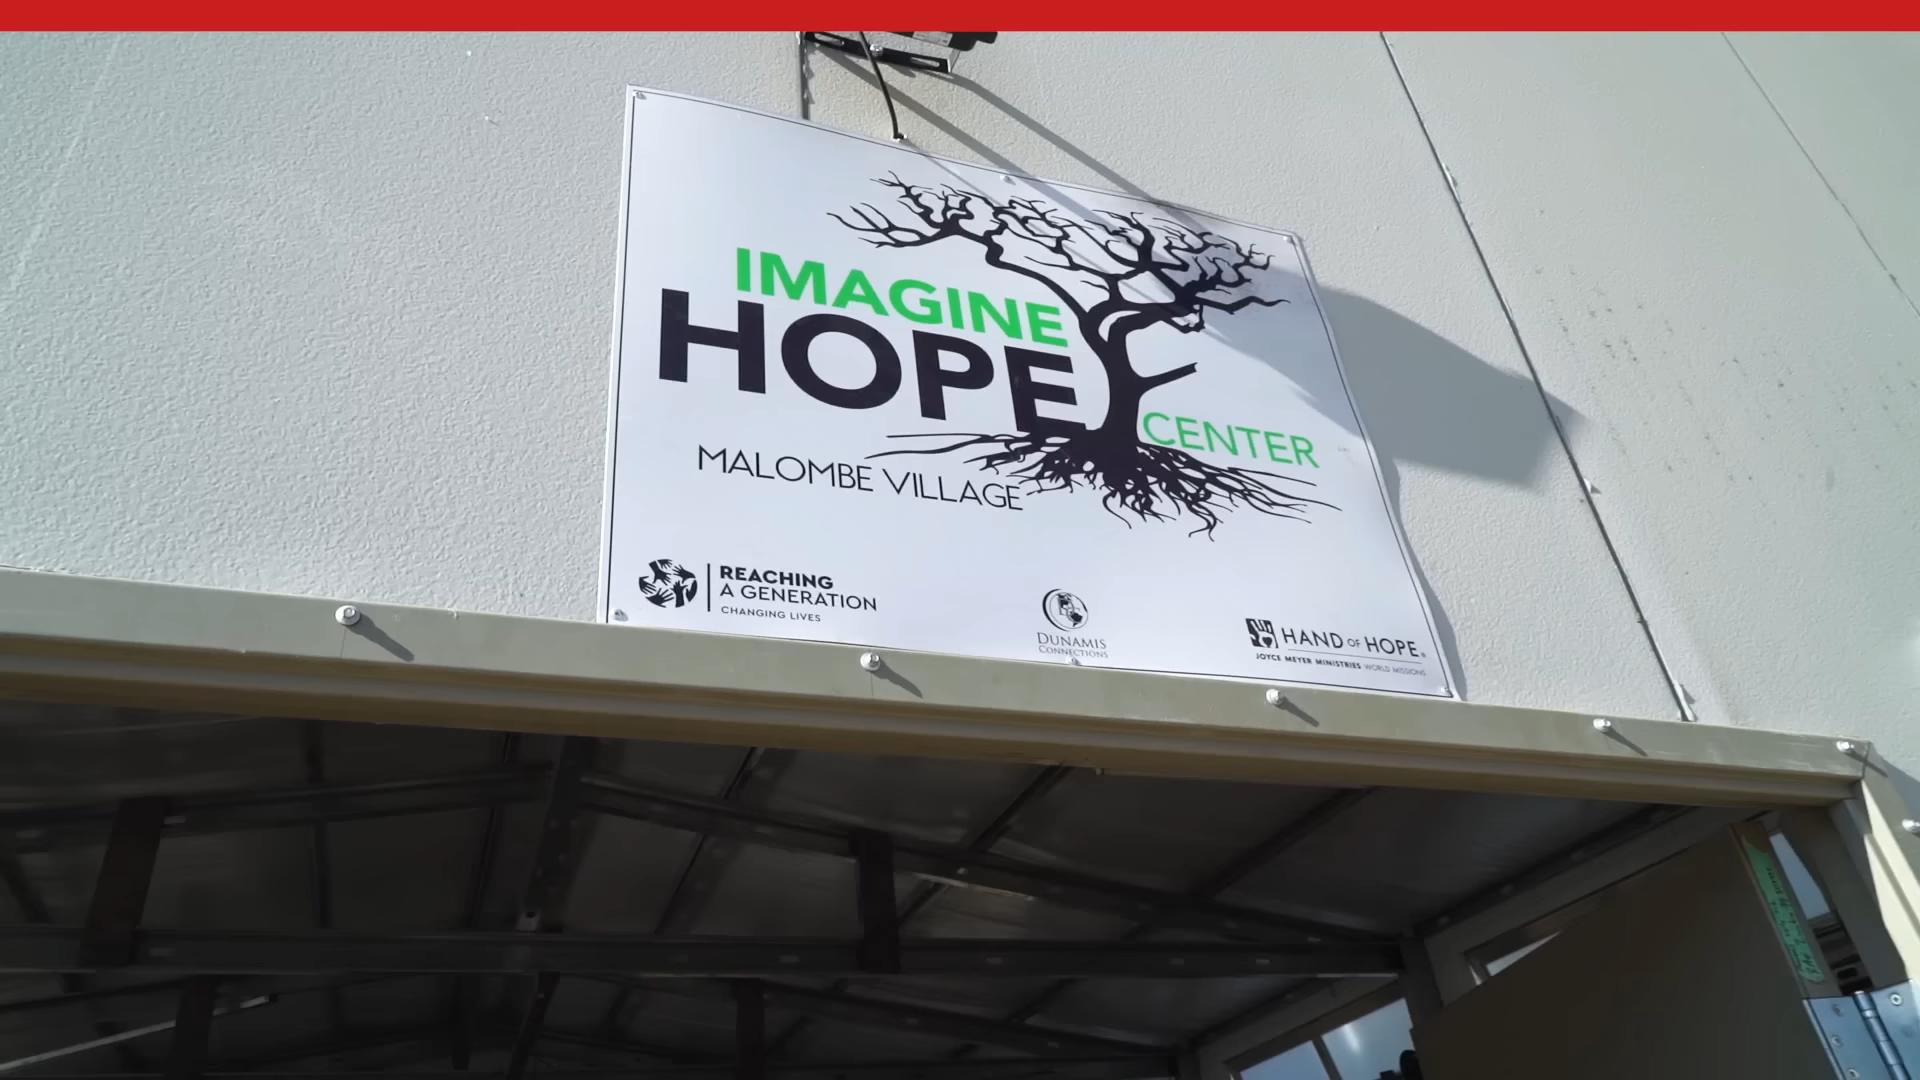 IMAGINE
HOPE
CENTER
MALOMBE VILLAGE
REACHING
A GENERATION
CHANGING LIVES
DUNAMIS
CONNECTIONS
HAND OF HOPE®
JOYCE MEYER MINISTRIES WORLD MISSIONS